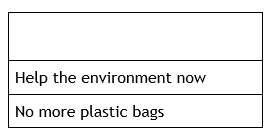 Help the environment now
No more plastic bags